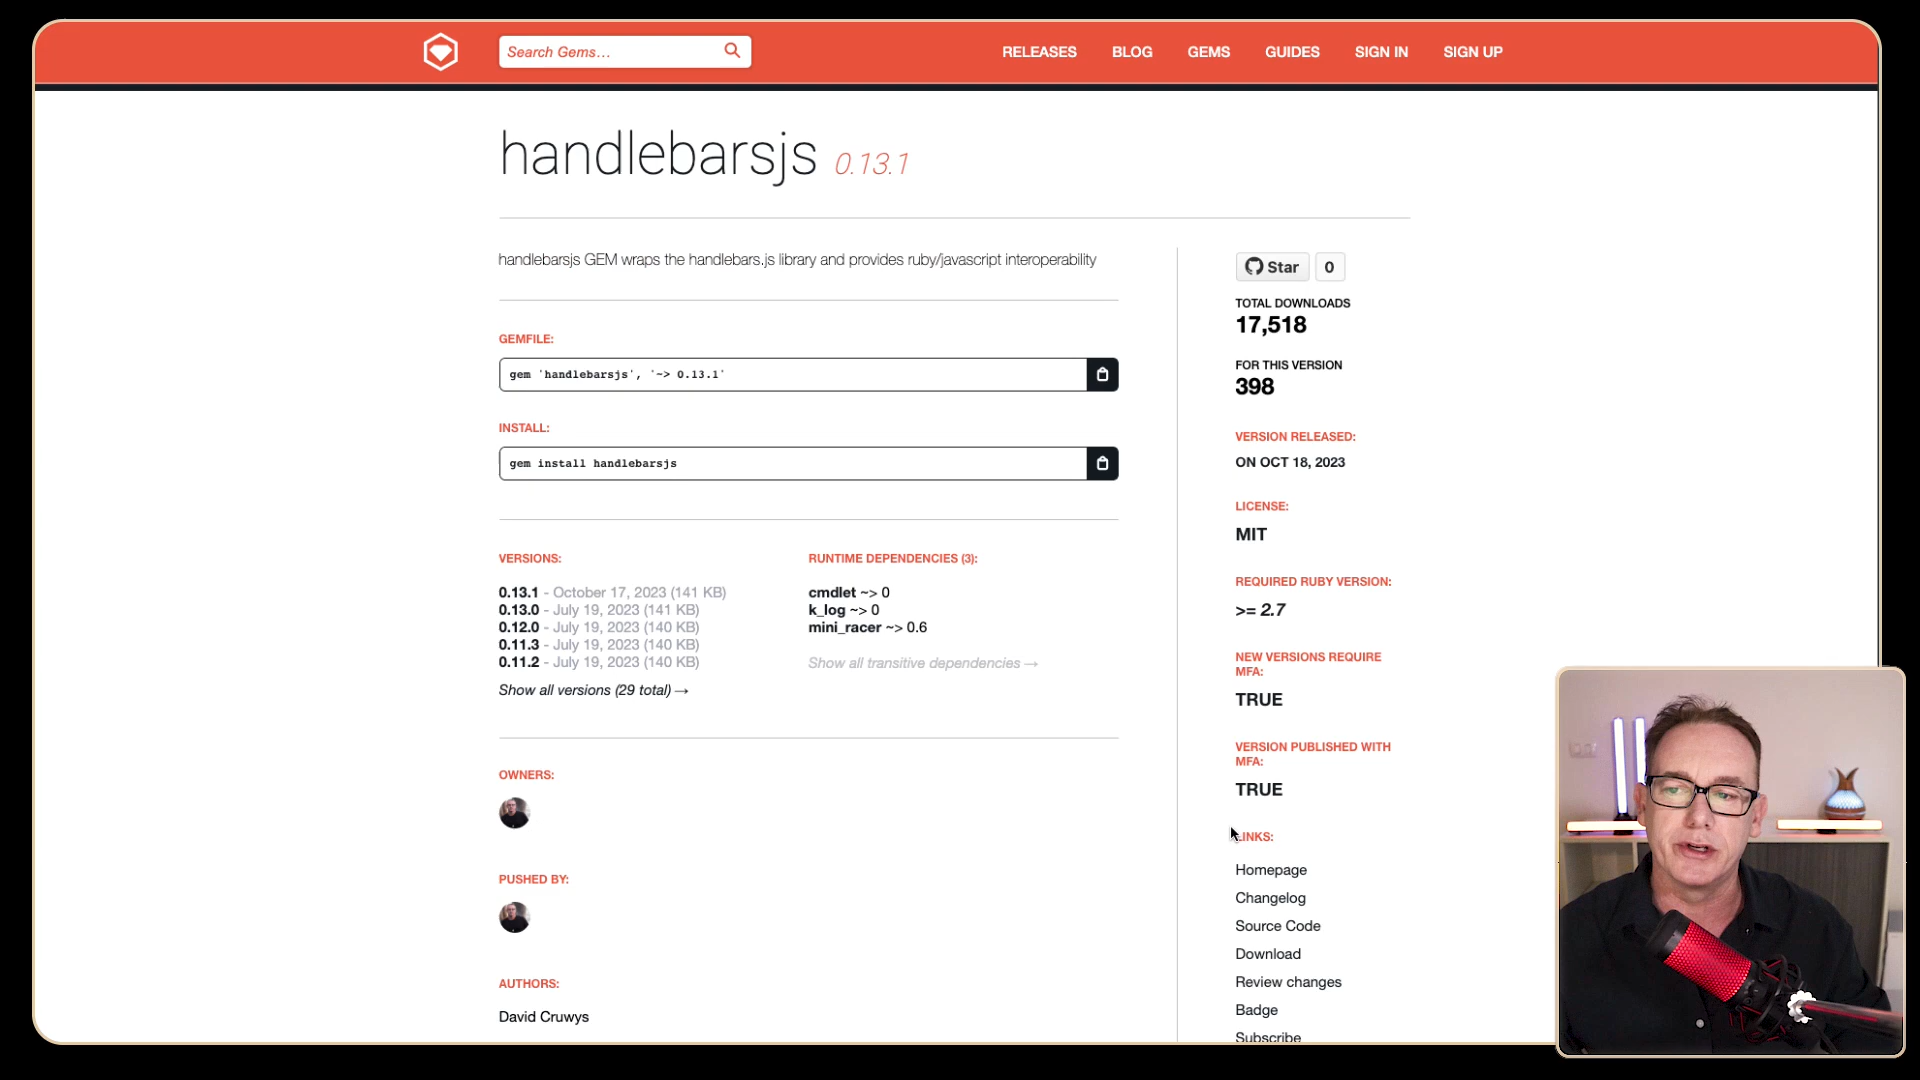 Search Gems…
RELEASES
BLOG
GEMS
GUIDES
SIGN IN
SIGN UP
handlebarsjs 0.13.1
handlebarsjs GEM wraps the handlebars.js library and provides ruby/javascript interoperability
GEMFILE:
gem 'handlebarsjs', '~> 0.13.1'
INSTALL:
gem install handlebarsjs
VERSIONS:
0.13.1 - October 17, 2023 (141 KB)
0.13.0 - July 19, 2023 (141 KB)
0.12.0 - July 19, 2023 (140 KB)
0.11.3 - July 19, 2023 (140 KB)
0.11.2 - July 19, 2023 (140 KB)
Show all versions (29 total) →
RUNTIME DEPENDENCIES (3):
cmdlet ~> 0
k_log ~> 0
mini_racer ~> 0.6
Show all transitive dependencies →
OWNERS:
PUSHED BY:
AUTHORS:
David Cruwys
Star 0
TOTAL DOWNLOADS
17,518
FOR THIS VERSION
398
VERSION RELEASED:
ON OCT 18, 2023
LICENSE:
MIT
REQUIRED RUBY VERSION:
>= 2.7
NEW VERSIONS REQUIRE
MFA:
TRUE
VERSION PUBLISHED WITH
MFA:
TRUE
LINKS:
Homepage
Changelog
Source Code
Download
Review changes
Badge
Subscribe